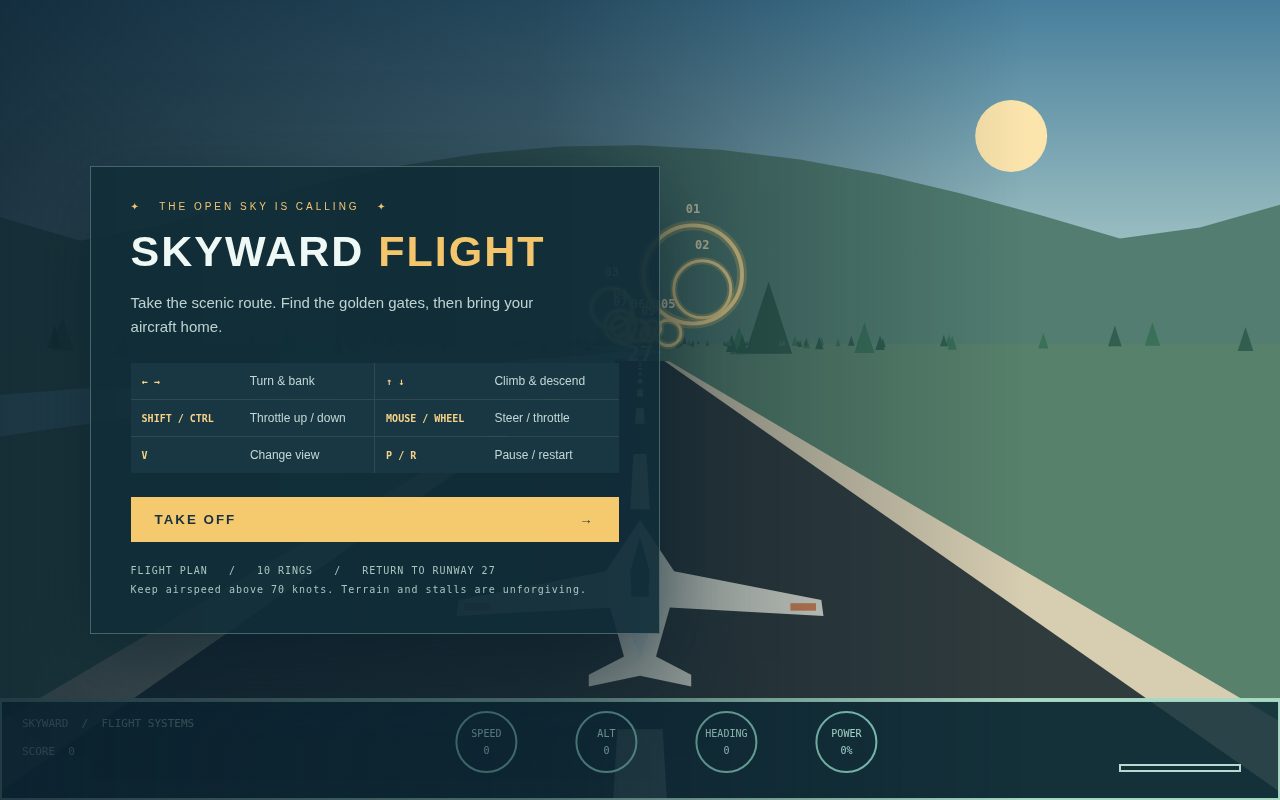 ✦ THE OPEN SKY IS CALLING ✦
SKYWARD FLIGHT
Take the scenic route. Find the golden gates, then bring your
aircraft home.
← → Turn & bank ↑ ↓ Climb & descend
SHIFT / CTRL Throttle up / down MOUSE / WHEEL Steer / throttle
V Change view P / R Pause / restart
TAKE OFF →
FLIGHT PLAN / 10 RINGS / RETURN TO RUNWAY 27
Keep airspeed above 70 knots. Terrain and stalls are unforgiving.
01
02
03
05
27
SKYWARD / FLIGHT SYSTEMS
SCORE 0
SPEED
0
ALT
0
HEADING
0
POWER
0%